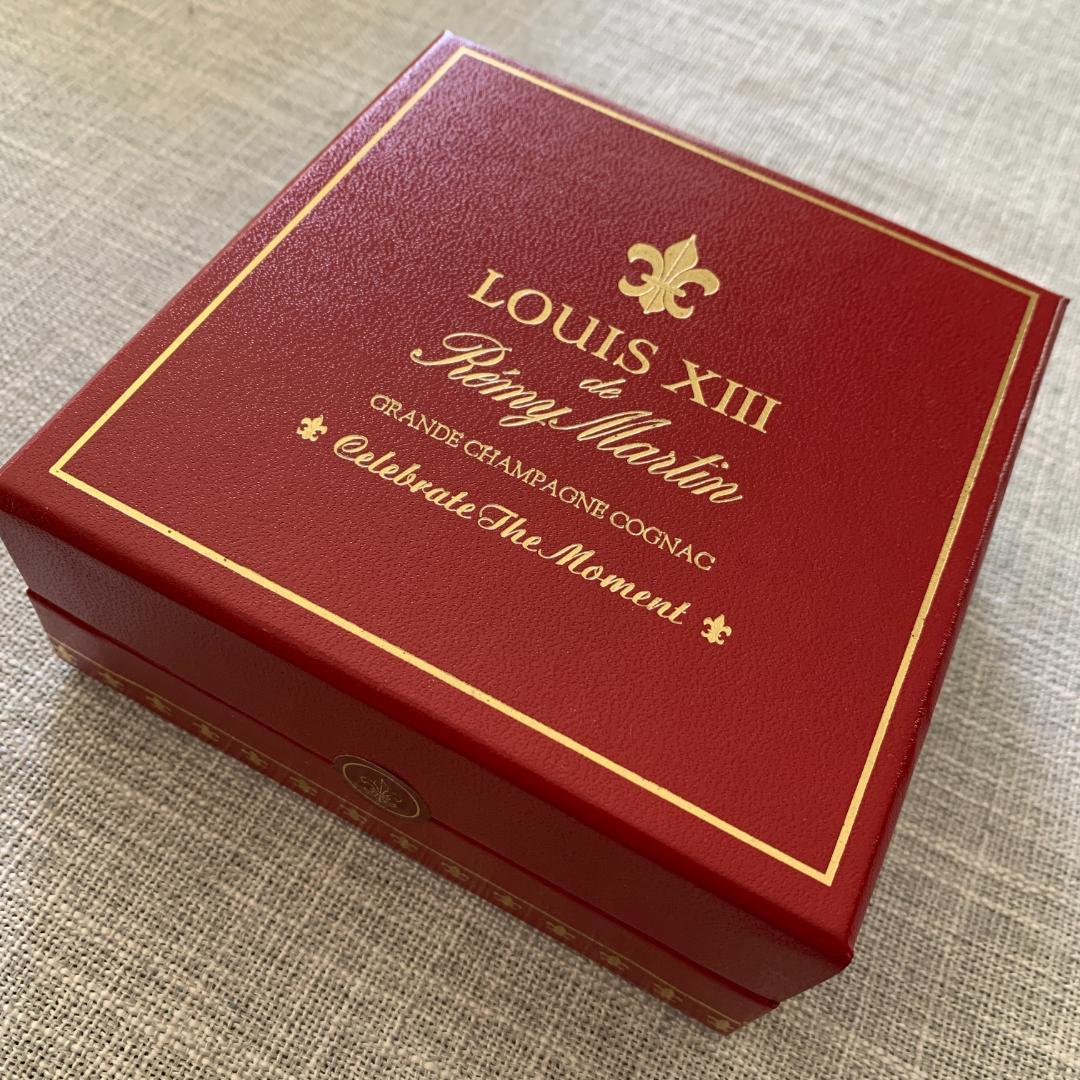 LOUIS XIII
de
Rémy Martin
GRANDE CHAMPAGNE COGNAC
Celebrate The Moment